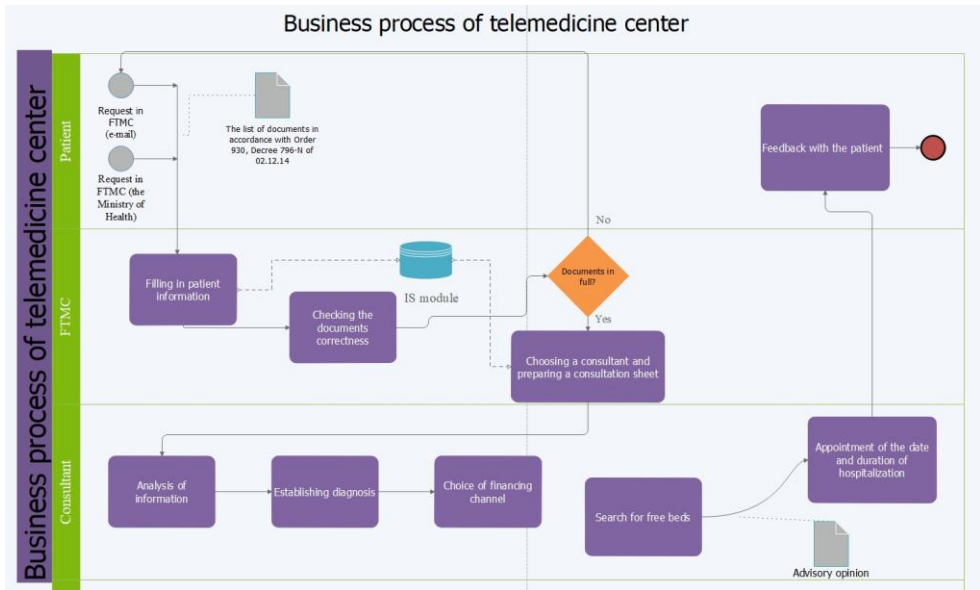 Business process of telemedicine center
Business process of telemedicine center
Patient
Request in
FTMC
(e-mail)
The list of documents in
accordance with Order
930, Decree 796-N of
02.12.14
Request in
FTMC (the
Ministry of
Health)
Feedback with the patient
No
FTMC
Filling in patient
information
IS module
Checking the
documents
correctness
Documents in
full?
Yes
Choosing a consultant and
preparing a consultation sheet
Consultant
Analysis of
information
Establishing diagnosis
Choice of financing
channel
Search for free beds
Appointment of the date
and duration of
hospitalization
Advisory opinion